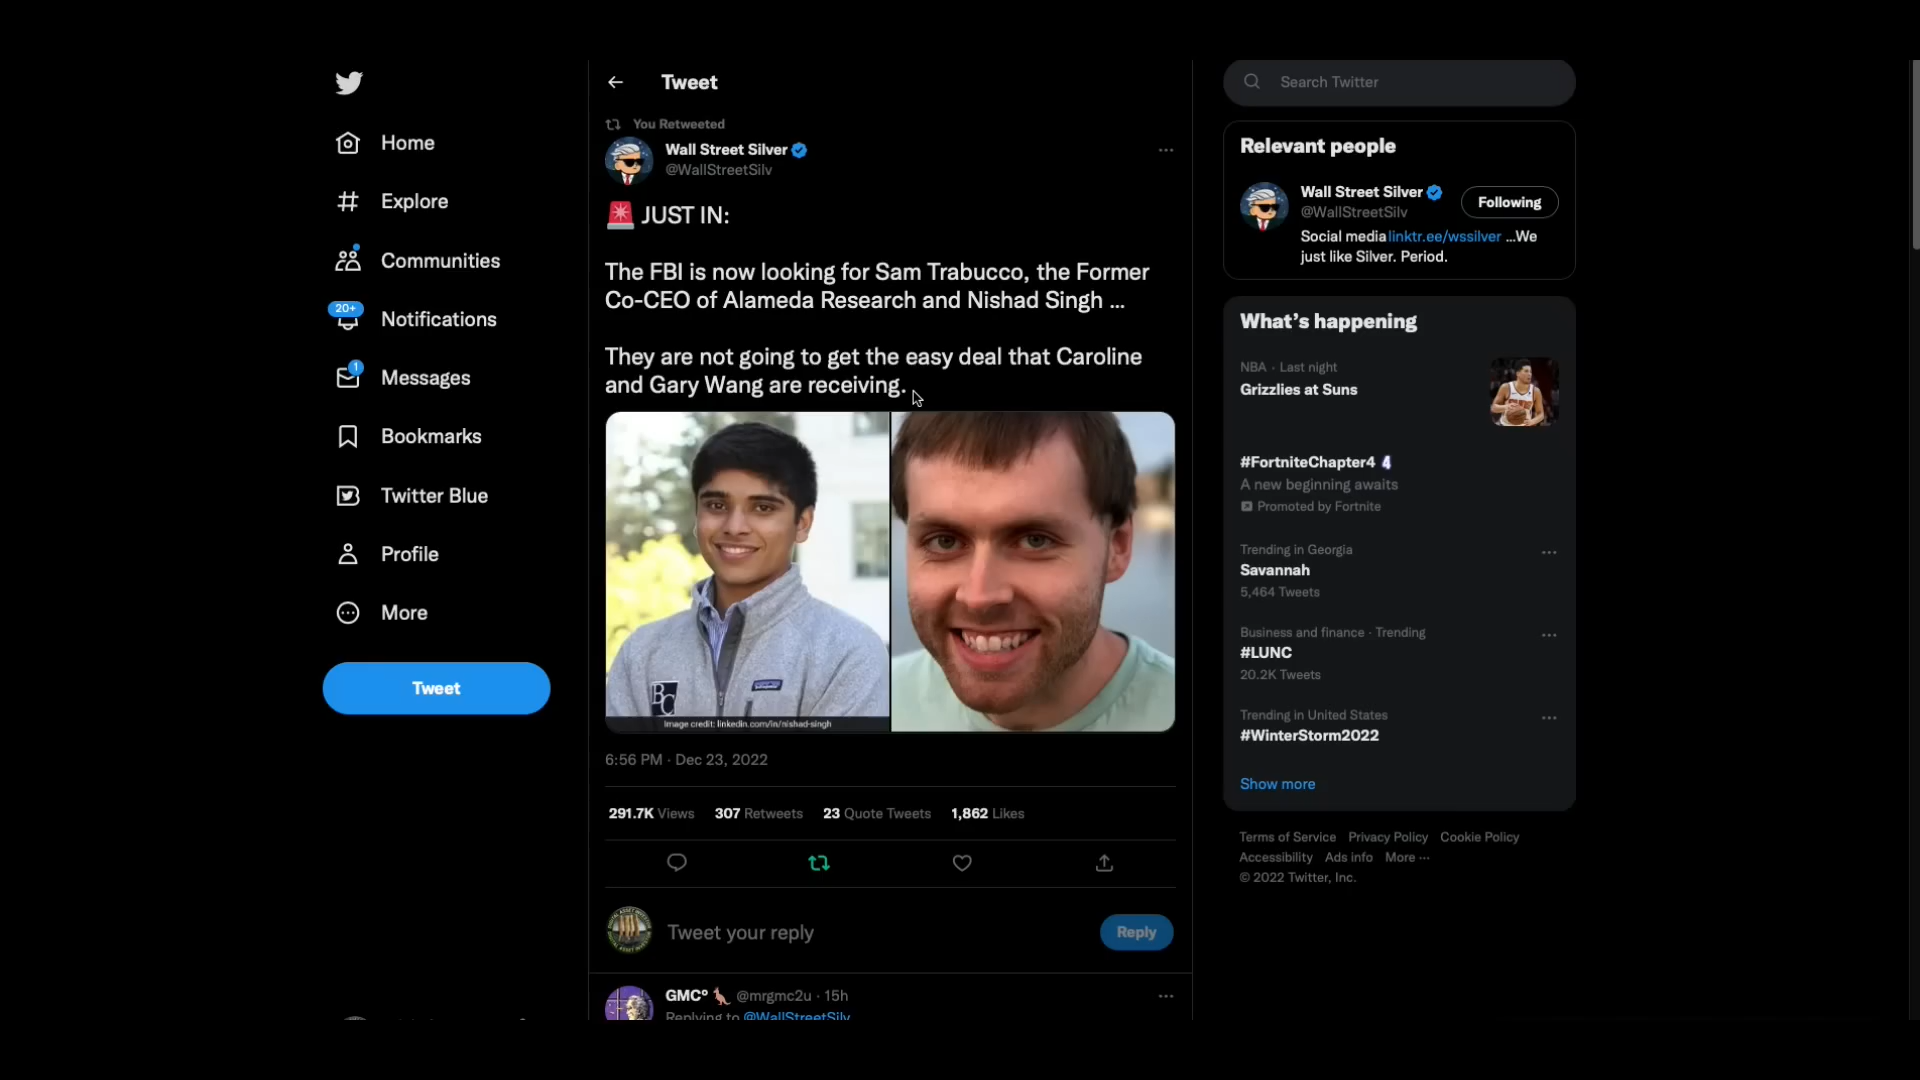 Home
Explore
Communities
20+
Notifications
1
Messages
Bookmarks
Twitter Blue
Profile
More
Tweet
Tweet
You Retweeted
Wall Street Silver
@WallStreetSilv
🚨 JUST IN:
The FBI is now looking for Sam Trabucco, the Former
Co-CEO of Alameda Research and Nishad Singh ...
They are not going to get the easy deal that Caroline
and Gary Wang are receiving.
BC
patagonia
Image credit: linkedin.com/in/nishad-singh
6:56 PM · Dec 23, 2022
291.7K Views 307 Retweets 23 Quote Tweets 1,862 Likes
Tweet your reply
Reply
GMC° 🦘 @mrgmc2u · 15h
Replying to @WallStreetSilv
Search Twitter
Relevant people
Wall Street Silver
@WallStreetSilv
Following
Social media linktr.ee/wssilver ...We
just like Silver. Period.
What's happening
NBA · Last night
Grizzlies at Suns
#FortniteChapter4
A new beginning awaits
Promoted by Fortnite
Trending in Georgia
Savannah
5,464 Tweets
Business and finance · Trending
#LUNC
20.2K Tweets
Trending in United States
#WinterStorm2022
Show more
Terms of Service Privacy Policy Cookie Policy
Accessibility Ads info More ···
© 2022 Twitter, Inc.